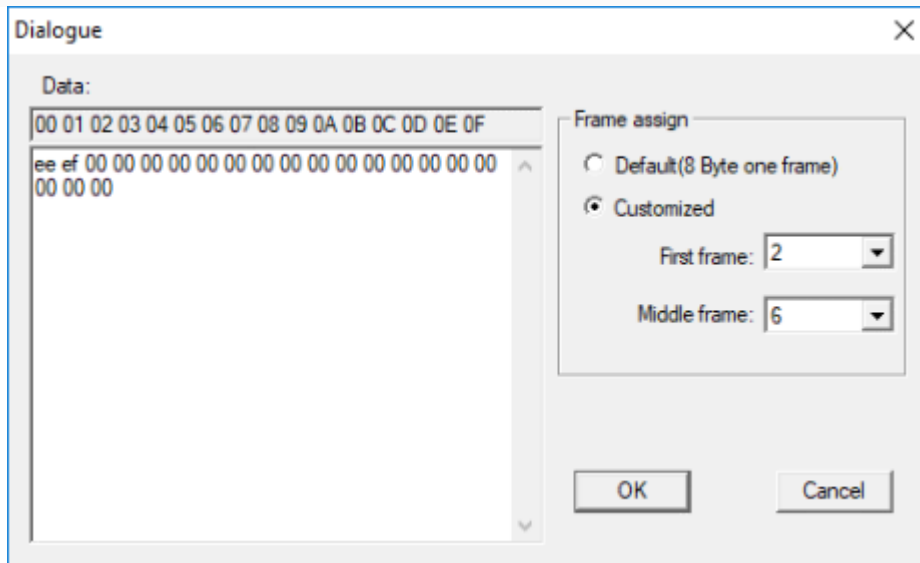 Dialogue
Data:
00 01 02 03 04 05 06 07 08 09 0A 0B 0C 0D 0E 0F
ee ef 00 00 00 00 00 00 00 00 00 00 00 00 00 00
00 00 00
Frame assign
Default(8 Byte one frame)
Customized
First frame: 2
Middle frame: 6
OK
Cancel